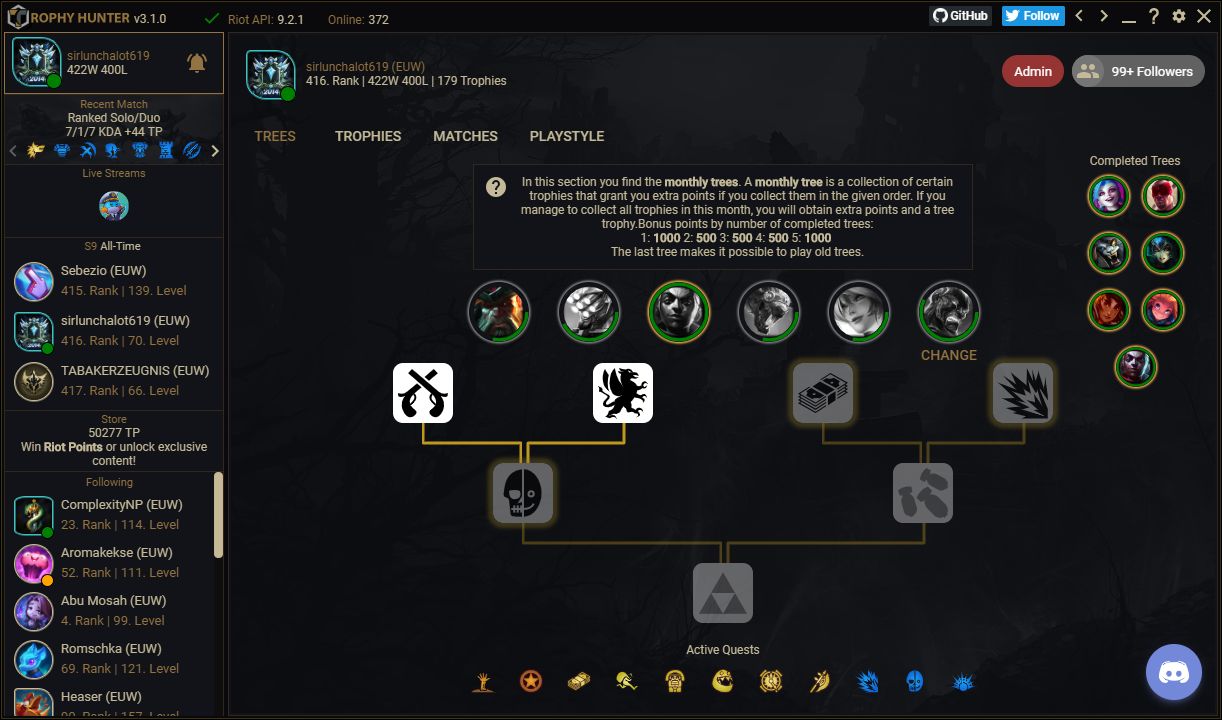 ROPHY HUNTER v3.1.0
Riot API: 9.2.1
Online: 372
GitHub
Follow
sirlunchalot619
422W 400L
Recent Match
Ranked Solo/Duo
7/1/7 KDA +44 TP
Live Streams
S9 All-Time
Sebezio (EUW)
415. Rank | 139. Level
sirlunchalot619 (EUW)
416. Rank | 70. Level
TABAKERZEUGNIS (EUW)
417. Rank | 66. Level
Store
50277 TP
Win Riot Points or unlock exclusive
content!
Following
ComplexityNP (EUW)
23. Rank | 114. Level
Aromakekse (EUW)
52. Rank | 111. Level
Abu Mosah (EUW)
4. Rank | 99. Level
Romschka (EUW)
69. Rank | 121. Level
Heaser (EUW)
sirlunchalot619 (EUW)
416. Rank | 422W 400L | 179 Trophies
Admin
99+ Followers
TREES
TROPHIES
MATCHES
PLAYSTYLE
In this section you find the monthly trees. A monthly tree is a collection of certain
trophies that grant you extra points if you collect them in the given order. If you
manage to collect all trophies in this month, you will obtain extra points and a tree
trophy.Bonus points by number of completed trees:
1: 1000 2: 500 3: 500 4: 500 5: 1000
The last tree makes it possible to play old trees.
CHANGE
Completed Trees
Active Quests